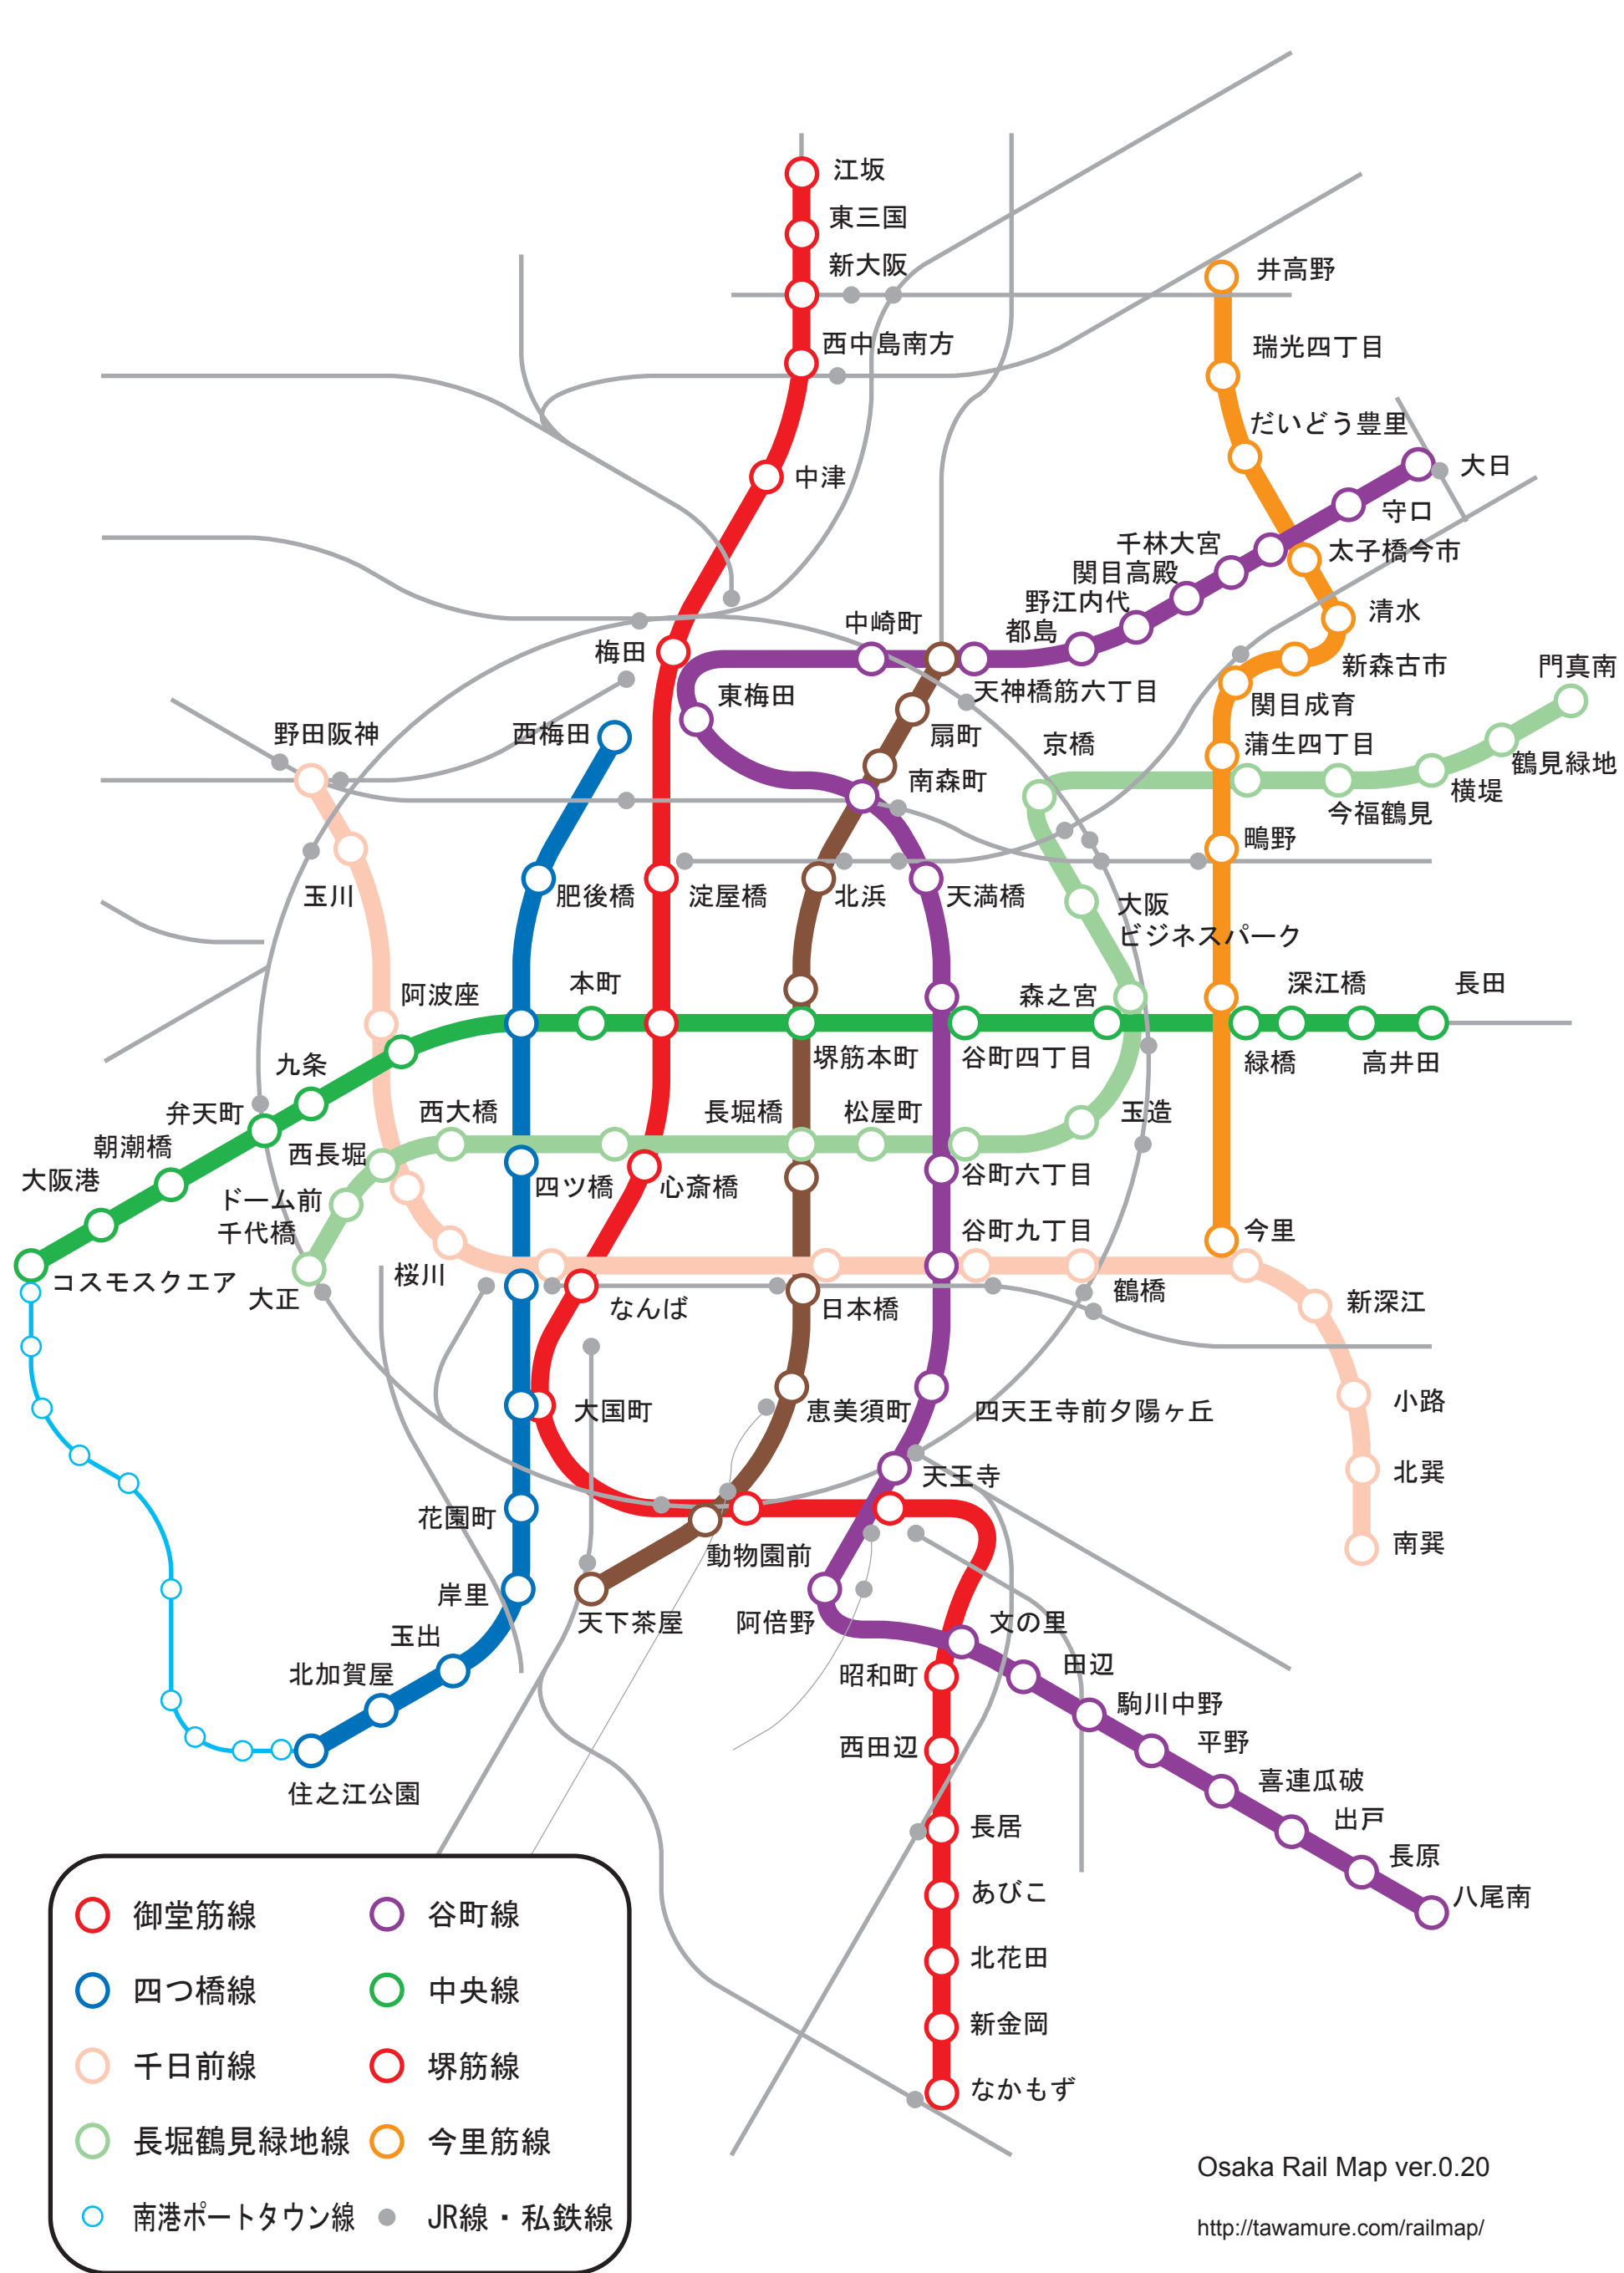 江坂
東三国
新大阪
井高野
西中島南方
瑞光四丁目
だいどう豊里
大日
中津
守口
千林大宮
太子橋今市
関目高殿
野江内代
清水
中崎町
都島
梅田
新森古市
門真南
東梅田
天神橋筋六丁目
関目成育
野田阪神
西梅田
扇町
京橋
蒲生四丁目
鶴見緑地
南森町
横堤
今福鶴見
鴫野
玉川
肥後橋
淀屋橋
北浜
天満橋
大阪
ビジネスパーク
阿波座
本町
森之宮
深江橋
長田
九条
堺筋本町
谷町四丁目
緑橋
高井田
弁天町
西大橋
長堀橋
松屋町
玉造
朝潮橋
西長堀
大阪港
四ツ橋
心斎橋
谷町六丁目
ドーム前
千代橋
谷町九丁目
今里
コスモスクエア
桜川
大正
なんば
日本橋
鶴橋
新深江
大国町
恵美須町
四天王寺前夕陽ヶ丘
小路
天王寺
北巽
花園町
動物園前
南巽
岸里
天下茶屋
阿倍野
文の里
玉出
田辺
北加賀屋
昭和町
駒川中野
西田辺
平野
住之江公園
喜連瓜破
長居
出戸
長原
あびこ
八尾南
北花田
新金岡
なかもず
御堂筋線
谷町線
四つ橋線
中央線
千日前線
堺筋線
長堀鶴見緑地線
今里筋線
南港ポートタウン線
JR線・私鉄線
Osaka Rail Map ver.0.20
http://tawamure.com/railmap/